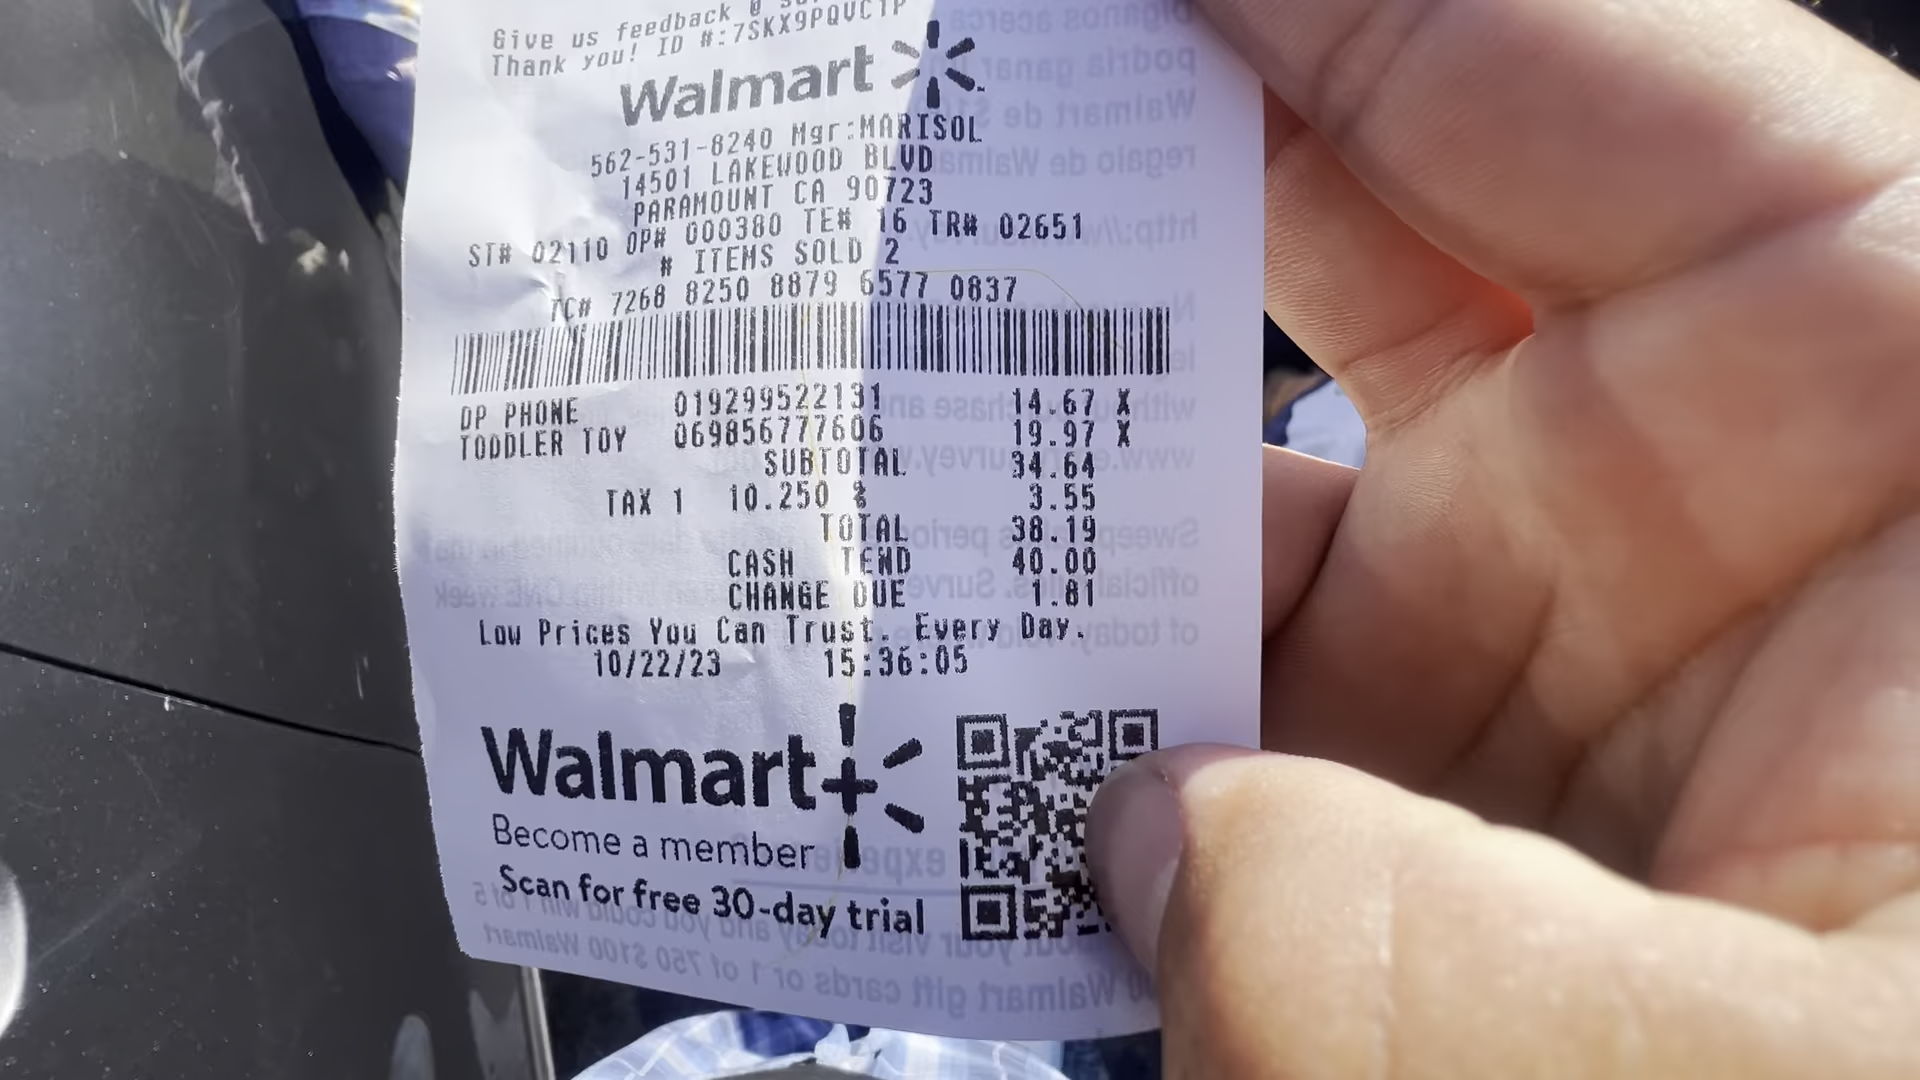 Give us feedback @
Thank you! ID #:7SKX9PQVC1P
Walmart
562-531-8240 Mgr:MARISOL
14501 LAKEWOOD BLVD
PARAMOUNT CA 90723
ST# 02110 OP# 000380 TE# 16 TR# 02651
# ITEMS SOLD 2
TC# 7268 8250 8879 6577 0837
DP PHONE 019299522131 14.67 X
TODDLER TOY 069856777606 19.97 X
SUBTOTAL 34.64
TAX 1 10.250 % 3.55
TOTAL 38.19
CASH TEND 40.00
CHANGE DUE 1.81
Low Prices You Can Trust. Every Day.
10/22/23 15:36:05
Walmart+
Become a member
Scan for free 30-day trial